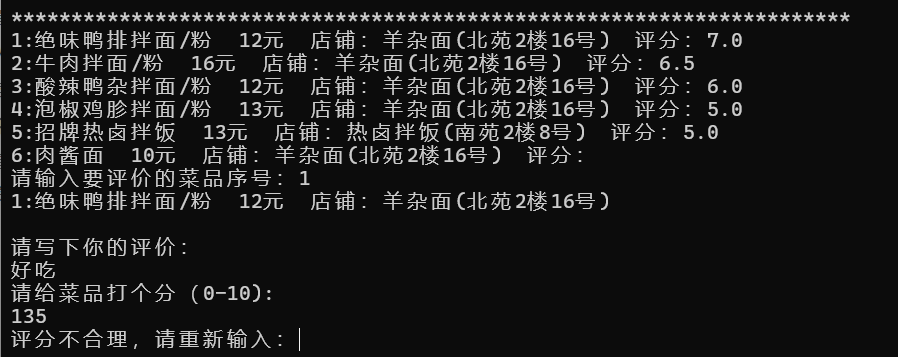 **********************************************************************
1:绝味鸭排拌面/粉  12元  店铺：羊杂面(北苑2楼16号)  评分：7.0
2:牛肉拌面/粉  16元  店铺：羊杂面(北苑2楼16号)  评分：6.5
3:酸辣鸭杂拌面/粉  12元  店铺：羊杂面(北苑2楼16号)  评分：6.0
4:泡椒鸡胗拌面/粉  13元  店铺：羊杂面(北苑2楼16号)  评分：5.0
5:招牌热卤拌饭  13元  店铺：热卤拌饭(南苑2楼8号)  评分：5.0
6:肉酱面  10元  店铺：羊杂面(北苑2楼16号)  评分：
请输入要评价的菜品序号：1
1:绝味鸭排拌面/粉  12元  店铺：羊杂面(北苑2楼16号)
请写下你的评价：
好吃
请给菜品打个分（0-10):
135
评分不合理，请重新输入：